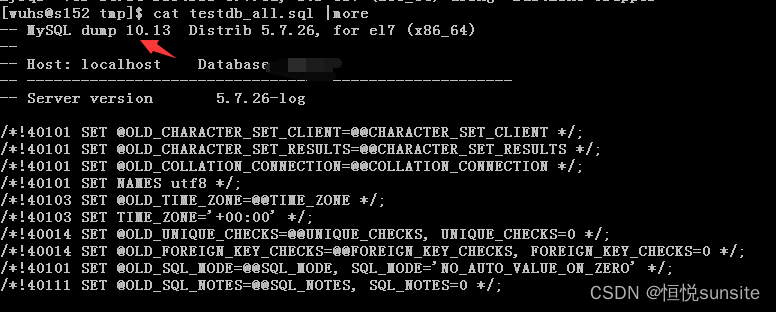 [wuhs@s152 tmp]$ cat testdb_all.sql |more
-- MySQL dump 10.13  Distrib 5.7.26, for el7 (x86_64)
--
-- Host: localhost    Database
-- ------------------------------------------------------
-- Server version       5.7.26-log

/*!40101 SET @OLD_CHARACTER_SET_CLIENT=@@CHARACTER_SET_CLIENT */;
/*!40101 SET @OLD_CHARACTER_SET_RESULTS=@@CHARACTER_SET_RESULTS */;
/*!40101 SET @OLD_COLLATION_CONNECTION=@@COLLATION_CONNECTION */;
/*!40101 SET NAMES utf8 */;
/*!40103 SET @OLD_TIME_ZONE=@@TIME_ZONE */;
/*!40103 SET TIME_ZONE='+00:00' */;
/*!40014 SET @OLD_UNIQUE_CHECKS=@@UNIQUE_CHECKS, UNIQUE_CHECKS=0 */;
/*!40014 SET @OLD_FOREIGN_KEY_CHECKS=@@FOREIGN_KEY_CHECKS, FOREIGN_KEY_CHECKS=0 */;
/*!40101 SET @OLD_SQL_MODE=@@SQL_MODE, SQL_MODE='NO_AUTO_VALUE_ON_ZERO' */;
/*!40111 SET @OLD_SQL_NOTES=@@SQL_NOTES, SQL_NOTES=0 */;
CSDN @恒悦sunsite